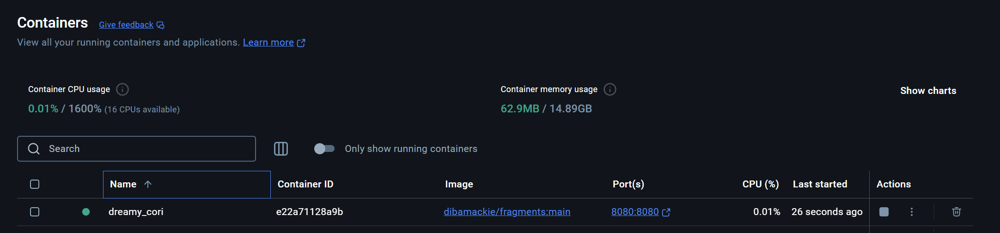 Containers Give feedback
View all your running containers and applications. Learn more
Container CPU usage
0.01% / 1600% (16 CPUs available)
Container memory usage
62.9MB / 14.89GB
Show charts
Search
Only show running containers
Name Container ID Image Port(s) CPU (%) Last started Actions
dreamy_cori e22a71128a9b dibamackie/fragments:main 8080:8080 0.01% 26 seconds ago